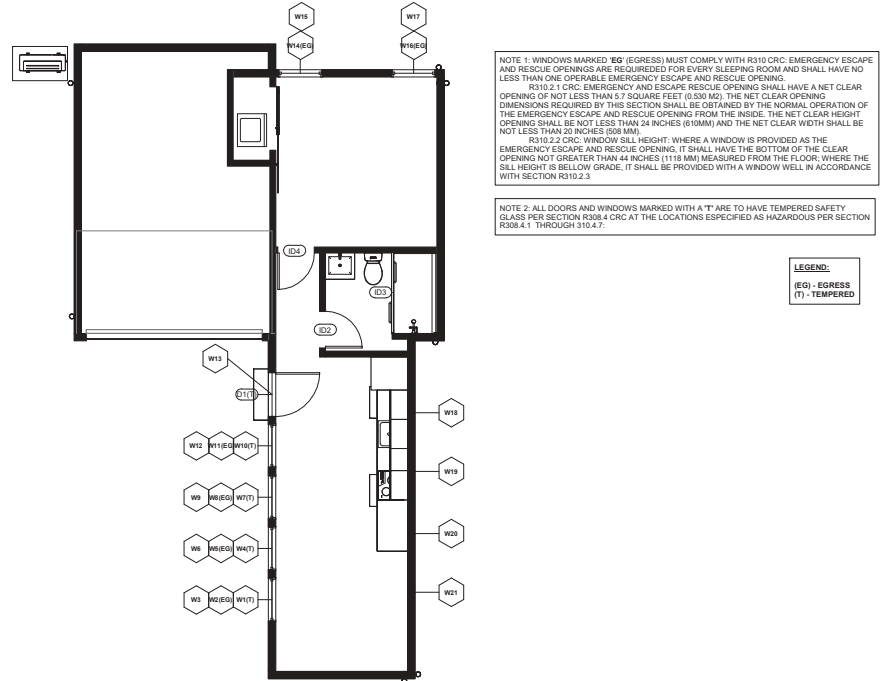 W15
W17
W14(EG)
W16(EG)
NOTE 1: WINDOWS MARKED 'EG' (EGRESS) MUST COMPLY WITH R310 CRC: EMERGENCY ESCAPE
AND RESCUE OPENINGS ARE REQUIREDED FOR EVERY SLEEPING ROOM AND SHALL HAVE NO
LESS THAN ONE OPERABLE EMERGENCY ESCAPE AND RESCUE OPENING.
R310.2.1 CRC: EMERGENCY AND ESCAPE RESCUE OPENING SHALL HAVE A NET CLEAR
OPENING OF NOT LESS THAN 5.7 SQUARE FEET (0.530 M2). THE NET CLEAR OPENING
DIMENSIONS REQUIRED BY THIS SECTION SHALL BE OBTAINED BY THE NORMAL OPERATION OF
THE EMERGENCY ESCAPE AND RESCUE OPENING FROM THE INSIDE. THE NET CLEAR HEIGHT
OPENING SHALL BE NOT LESS THAN 24 INCHES (610MM) AND THE NET CLEAR WIDTH SHALL BE
NOT LESS THAN 20 INCHES (508 MM).
R310.2.2 CRC: WINDOW SILL HEIGHT: WHERE A WINDOW IS PROVIDED AS THE
EMERGENCY ESCAPE AND RESCUE OPENING, IT SHALL HAVE THE BOTTOM OF THE CLEAR
OPENING NOT GREATER THAN 44 INCHES (1118 MM) MEASURED FROM THE FLOOR; WHERE THE
SILL HEIGHT IS BELLOW GRADE, IT SHALL BE PROVIDED WITH A WINDOW WELL IN ACCORDANCE
WITH SECTION R310.2.3
NOTE 2: ALL DOORS AND WINDOWS MARKED WITH A "T" ARE TO HAVE TEMPERED SAFETY
GLASS PER SECTION R308.4 CRC AT THE LOCATIONS ESPECIFIED AS HAZARDOUS PER SECTION
R308.4.1 THROUGH 310.4.7:
LEGEND:
(EG) - EGRESS
(T) - TEMPERED
ID4
ID3
ID2
W13
D1(T)
W18
W12 W11(EG) W10(T)
W19
W9 W8(EG) W7(T)
W20
W6 W5(EG) W4(T)
W21
W3 W2(EG) W1(T)